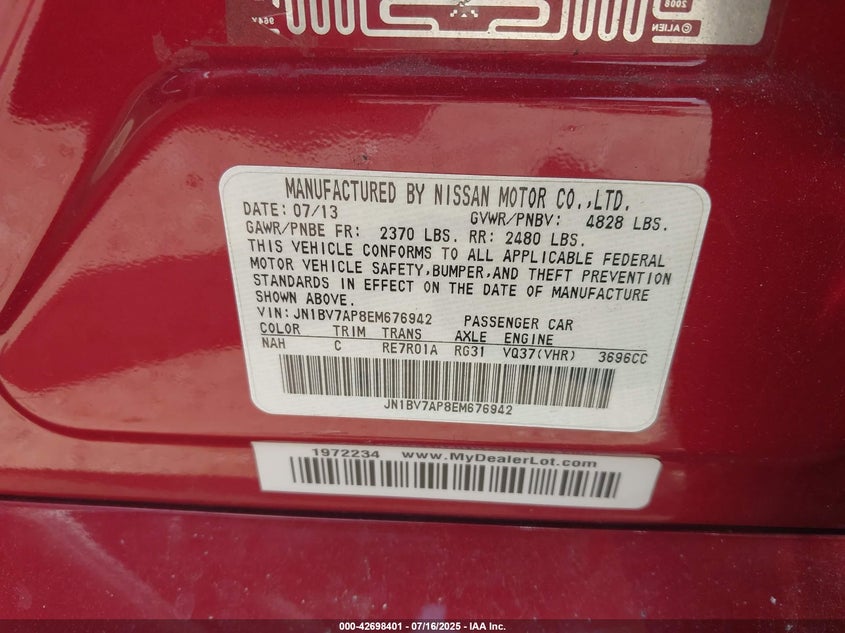 2008
© ALIEN
964X
MANUFACTURED BY NISSAN MOTOR CO.,LTD.
DATE: 07/13 GVWR/PNBV: 4828 LBS.
GAWR/PNBE FR: 2370 LBS. RR: 2480 LBS.
THIS VEHICLE CONFORMS TO ALL APPLICABLE FEDERAL
MOTOR VEHICLE SAFETY,BUMPER,AND THEFT PREVENTION
STANDARDS IN EFFECT ON THE DATE OF MANUFACTURE
SHOWN ABOVE.
VIN: JN1BV7AP8EM676942 PASSENGER CAR
COLOR TRIM TRANS AXLE ENGINE
NAH C RE7R01A RG31 VQ37(VHR) 3696CC
JN1BV7AP8EM676942
1972234 www.MyDealerLot.com
000-42698401 - 07/16/2025 - IAA Inc.